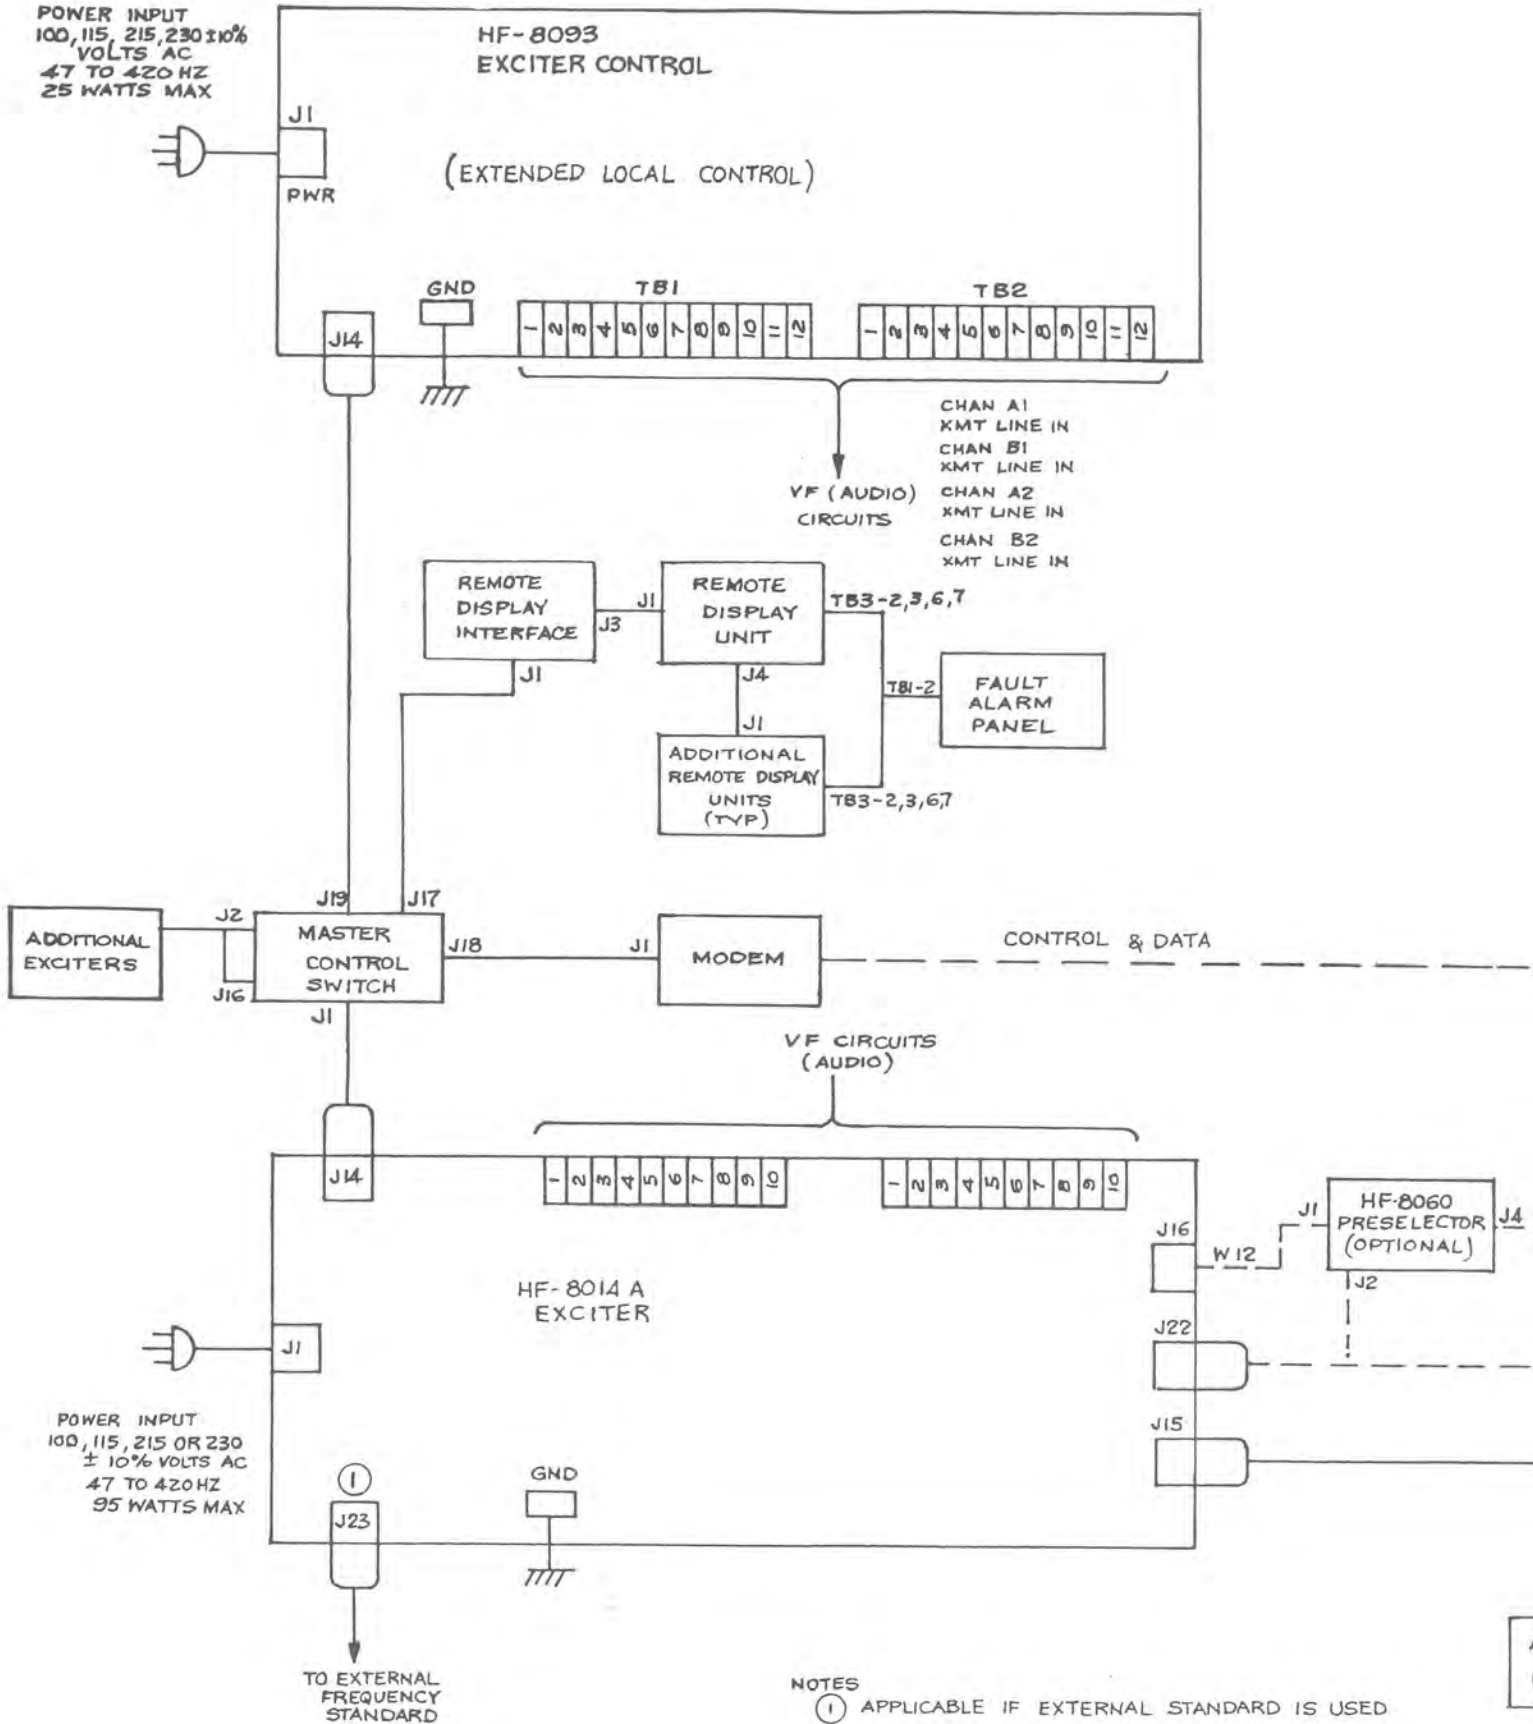 POWER INPUT
100, 115, 215, 230 ±10%
VOLTS AC
47 TO 420 HZ
25 WATTS MAX
HF-8093
EXCITER CONTROL
J1
(EXTENDED LOCAL CONTROL)
PWR
GND
TB1
TB2
J14
1 2 3 4 5 6 7 8 9 10 11 12
1 2 3 4 5 6 7 8 9 10 11 12
CHAN A1
XMT LINE IN
CHAN B1
XMT LINE IN
CHAN A2
XMT LINE IN
CHAN B2
XMT LINE IN
VF (AUDIO)
CIRCUITS
REMOTE
DISPLAY
INTERFACE
J3
J1
J1
REMOTE
DISPLAY
UNIT
TB3-2,3,6,7
J4
TB1-2
FAULT
ALARM
PANEL
J1
ADDITIONAL
REMOTE DISPLAY
UNITS
(TYP)
TB3-2,3,6,7
J19
J17
ADDITIONAL
EXCITERS
J2
J16
MASTER
CONTROL
SWITCH
J18
J1
J1
MODEM
CONTROL & DATA
VF CIRCUITS
(AUDIO)
J14
1 2 3 4 5 6 7 8 9 10
1 2 3 4 5 6 7 8 9 10
J16
W12
J1
HF-8060
PRESELECTOR
(OPTIONAL)
J4
J2
HF-8014 A
EXCITER
J22
J1
J15
POWER INPUT
100, 115, 215 OR 230
± 10% VOLTS AC
47 TO 420 HZ
95 WATTS MAX
1
J23
GND
TO EXTERNAL
FREQUENCY
STANDARD
NOTES
1 APPLICABLE IF EXTERNAL STANDARD IS USED